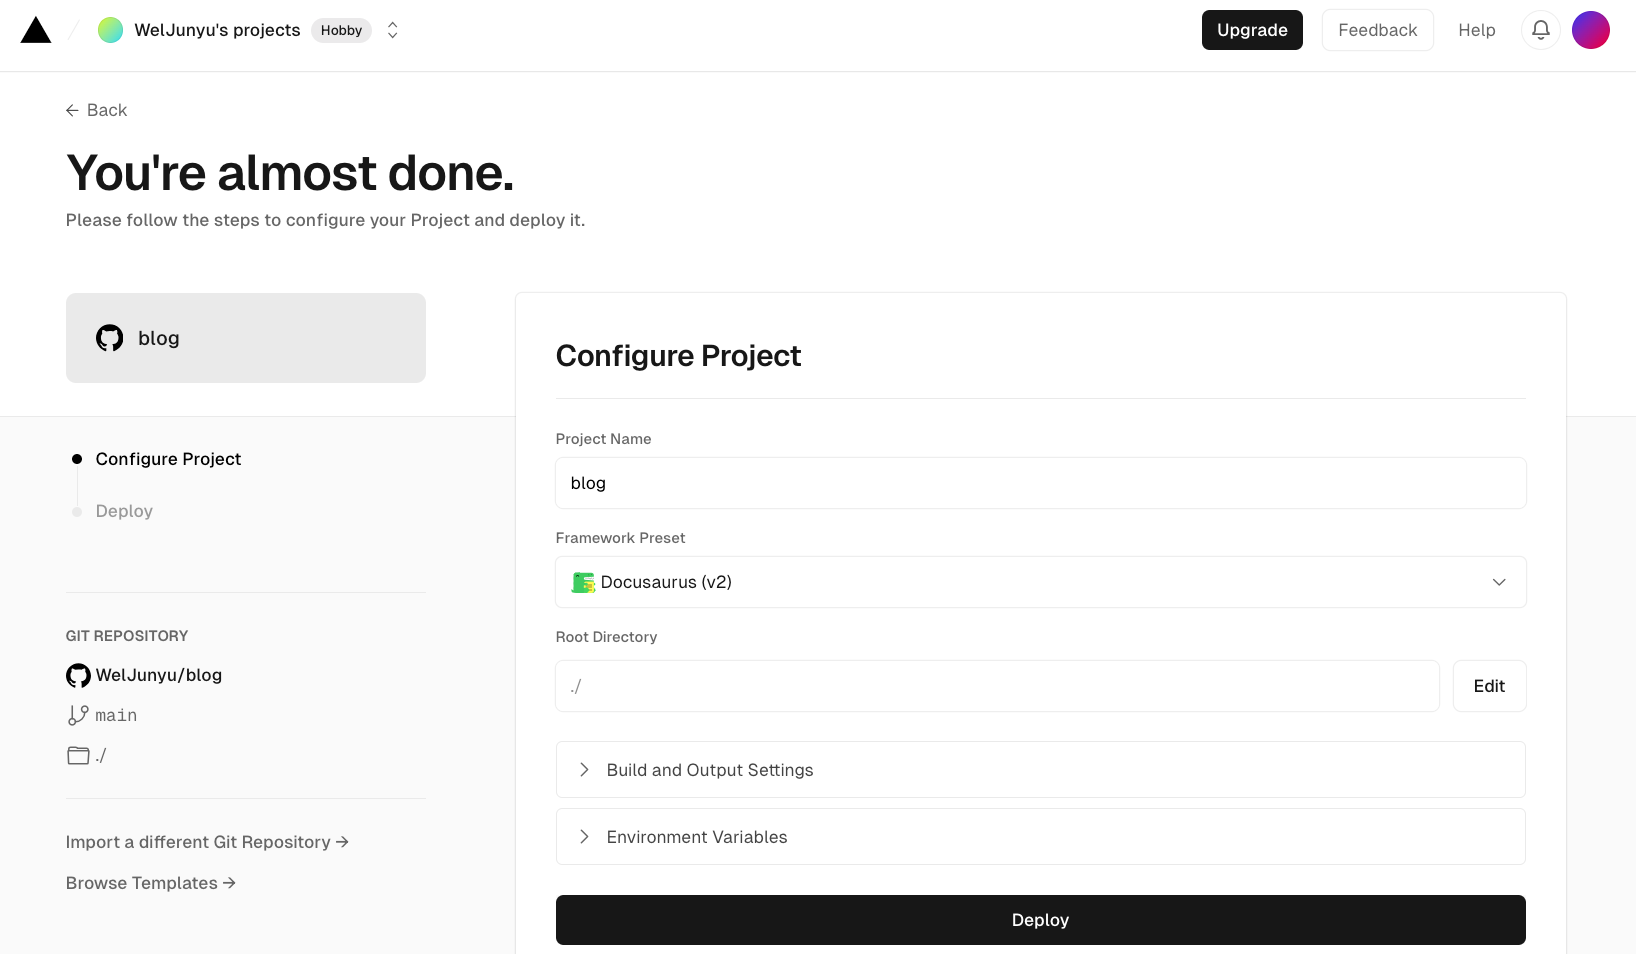 WelJunyu's projects Hobby
Upgrade Feedback Help
← Back
You're almost done.
Please follow the steps to configure your Project and deploy it.
blog
Configure Project
Deploy
GIT REPOSITORY
WelJunyu/blog
main
./
Import a different Git Repository →
Browse Templates →
Configure Project
Project Name
blog
Framework Preset
Docusaurus (v2)
Root Directory
./ Edit
Build and Output Settings
Environment Variables
Deploy